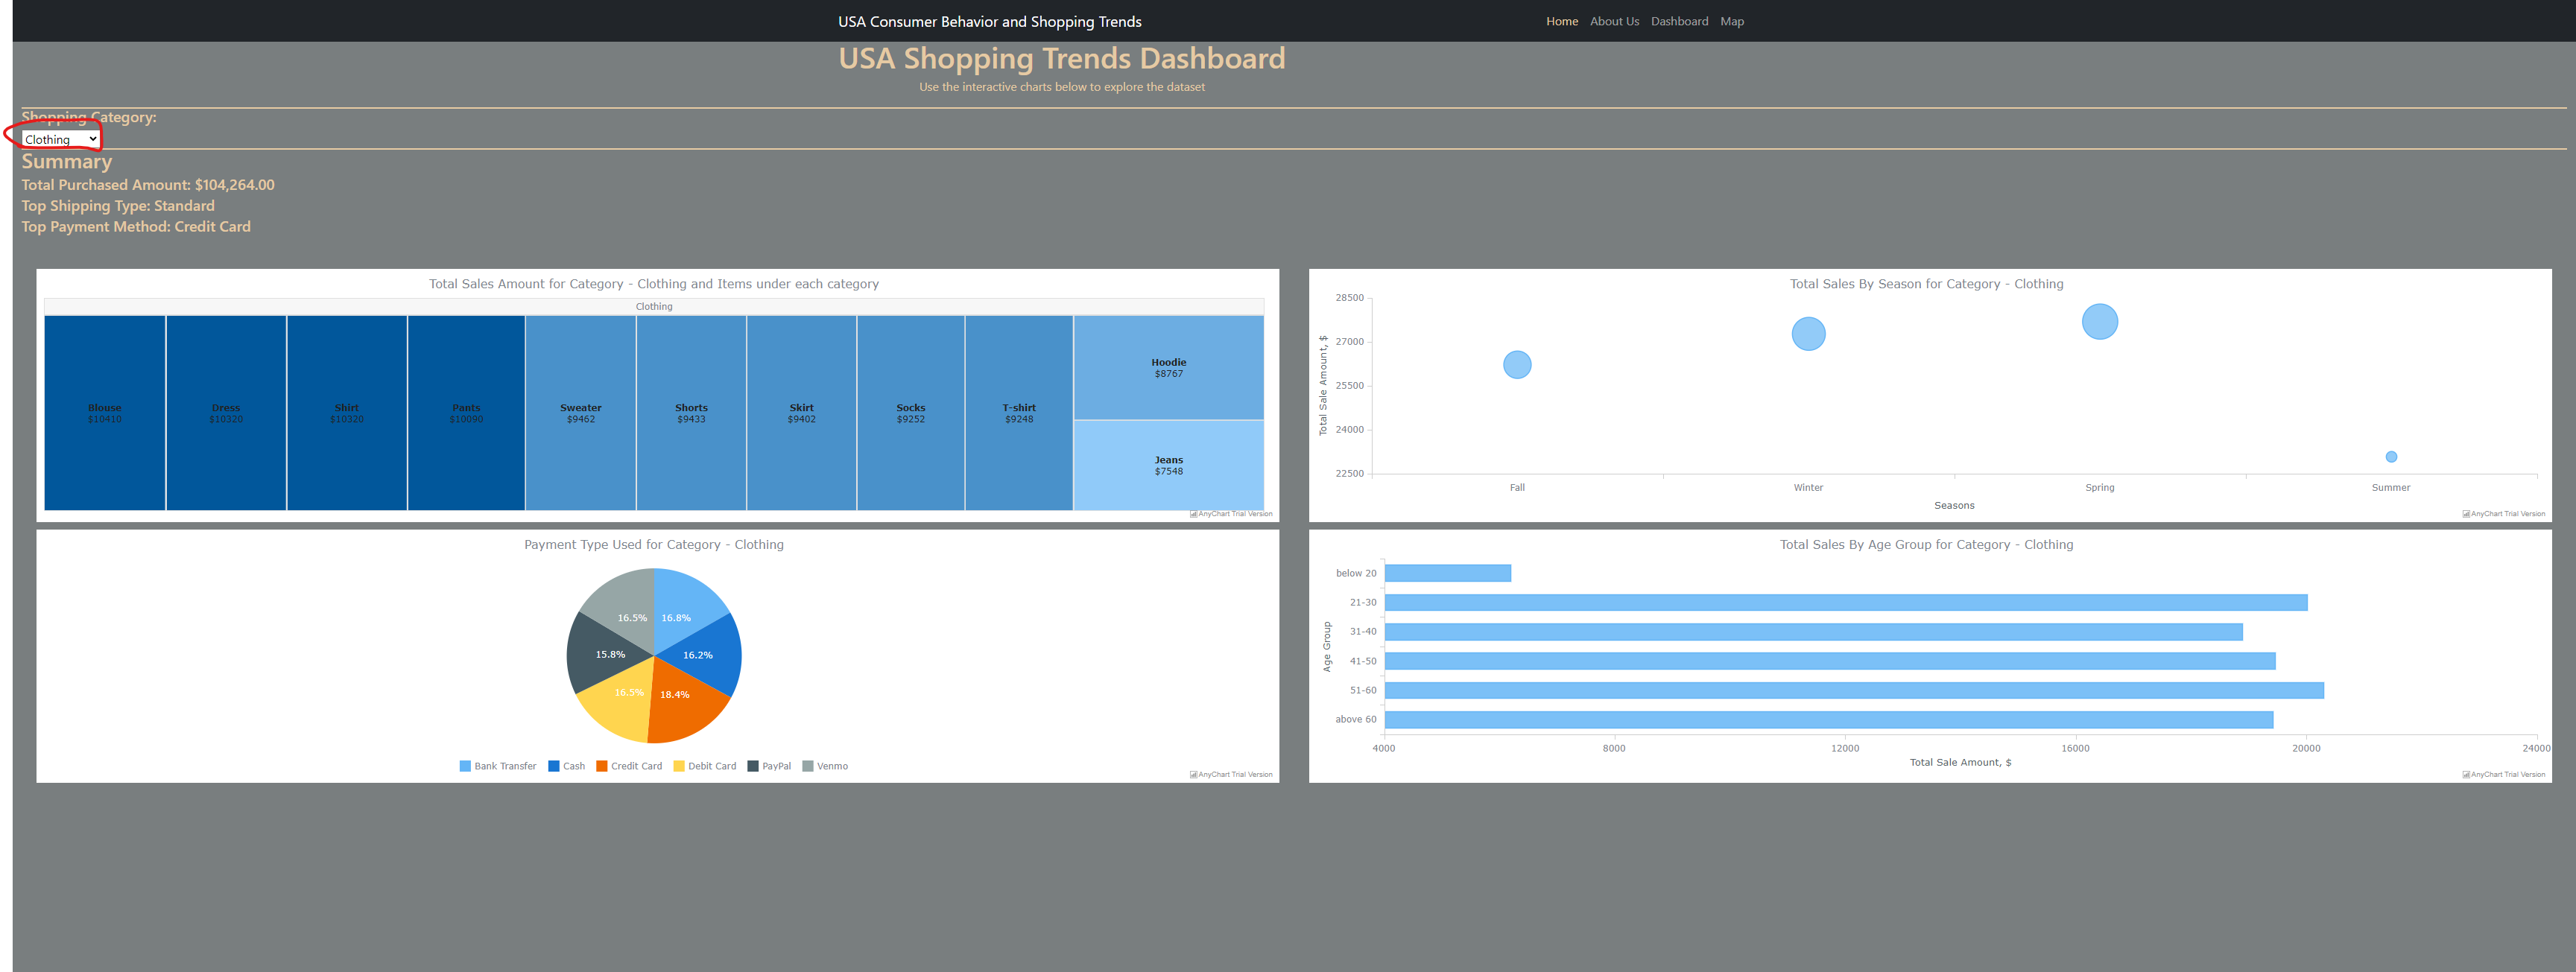 USA Consumer Behavior and Shopping Trends
Home About Us Dashboard Map
USA Shopping Trends Dashboard
Use the interactive charts below to explore the dataset
Shopping Category:
Clothing
Summary
Total Purchased Amount: $104,264.00
Top Shipping Type: Standard
Top Payment Method: Credit Card
Total Sales Amount for Category - Clothing and Items under each category
Clothing
Blouse
$10410
Dress
$10320
Shirt
$10320
Pants
$10090
Sweater
$9462
Shorts
$9433
Skirt
$9402
Socks
$9252
T-shirt
$9248
Hoodie
$8767
Jeans
$7548
AnyChart Trial Version
Total Sales By Season for Category - Clothing
Total Sale Amount, $
28500
27000
25500
24000
22500
Fall Winter Spring Summer
Seasons
AnyChart Trial Version
Payment Type Used for Category - Clothing
16.5% 16.8%
15.8% 16.2%
16.5% 18.4%
Bank Transfer Cash Credit Card Debit Card PayPal Venmo
AnyChart Trial Version
Total Sales By Age Group for Category - Clothing
Age Group
below 20
21-30
31-40
41-50
51-60
above 60
4000 8000 12000 16000 20000 24000
Total Sale Amount, $
AnyChart Trial Version